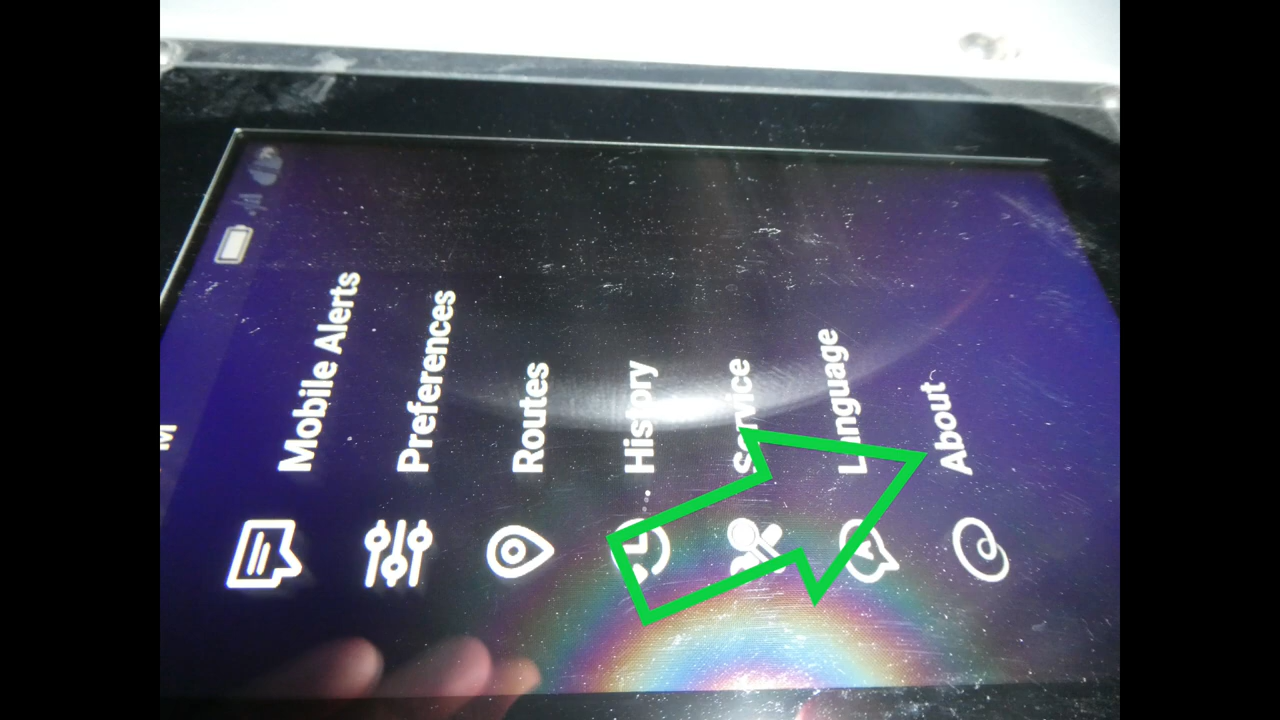 Mobile Alerts
Preferences
Routes
History
Service
Language
About